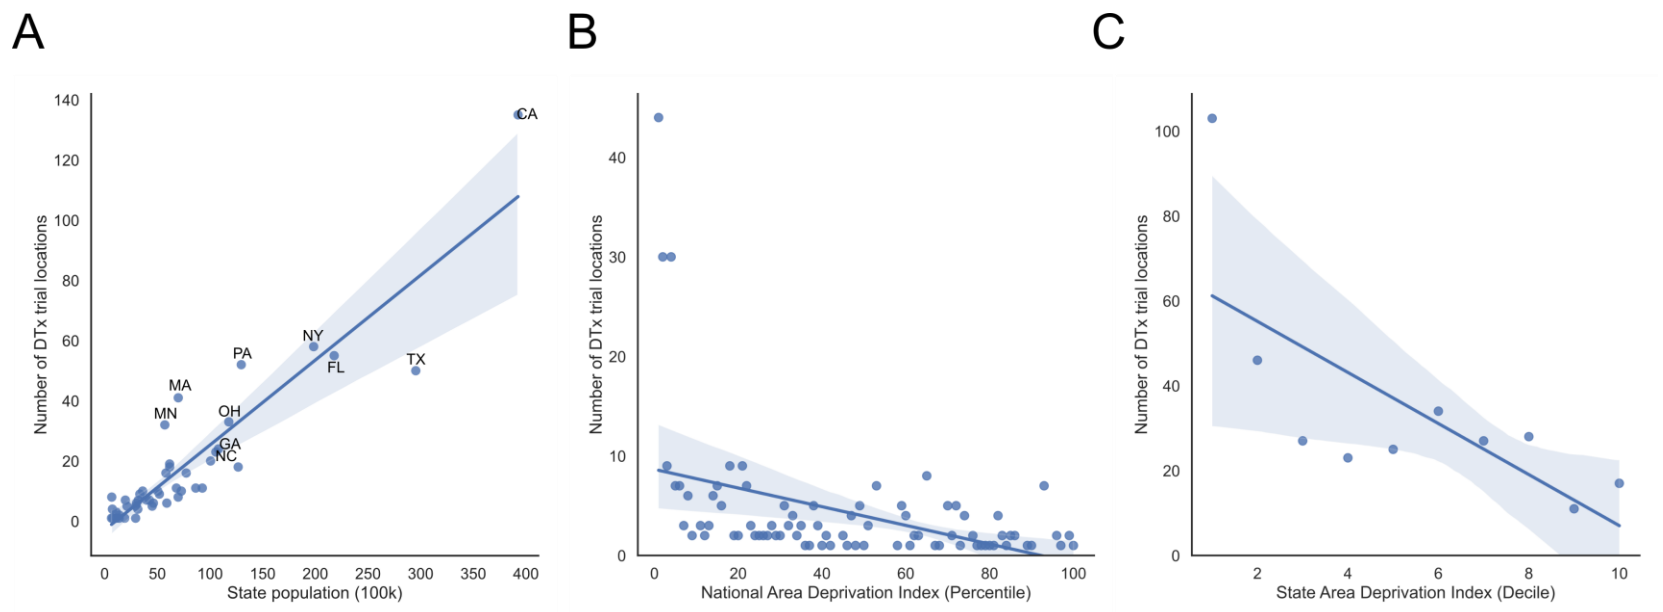 A
B
C
Number of DTx trial locations
140
120
100
80
60
40
20
0
CA
NY
PA
FL
TX
MA
MN
OH
GA
NC
0 50 100 150 200 250 300 350 400
State population (100k)
Number of DTx trial locations
40
30
20
10
0
0 20 40 60 80 100
National Area Deprivation Index (Percentile)
Number of DTx trial locations
100
80
60
40
20
0
2 4 6 8 10
State Area Deprivation Index (Decile)